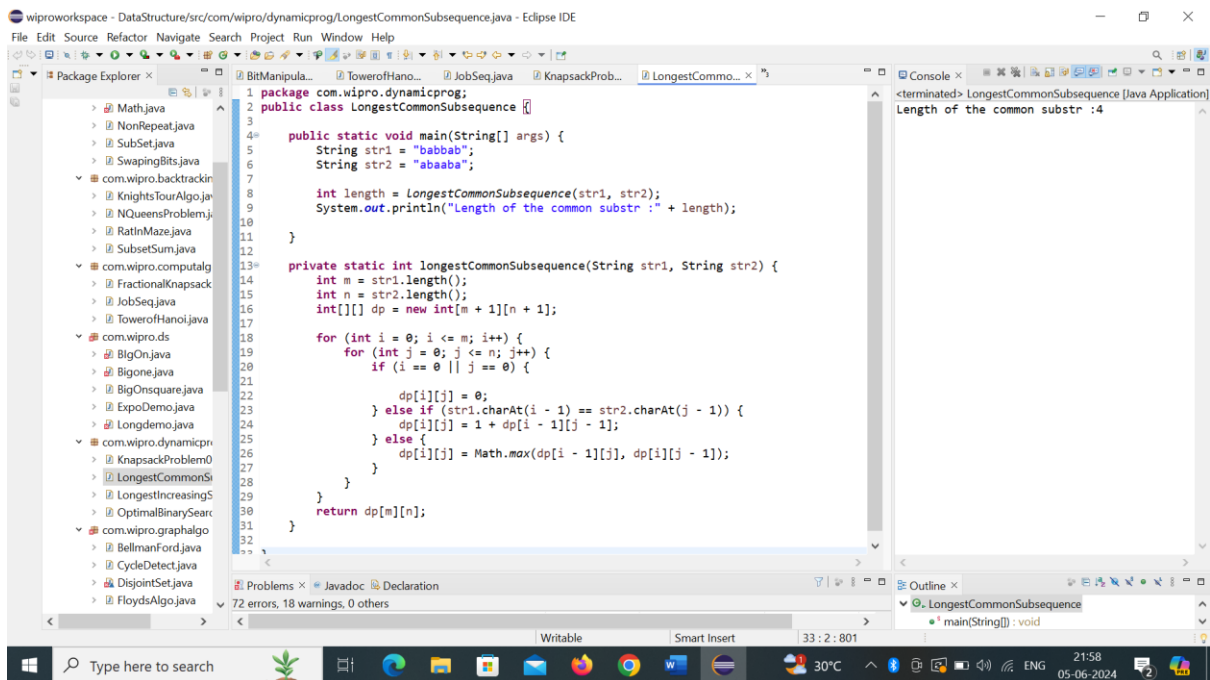 wiproworkspace - DataStructure/src/com/wipro/dynamicprog/LongestCommonSubsequence.java - Eclipse IDE
File Edit Source Refactor Navigate Search Project Run Window Help
Package Explorer ×
Math.java
NonRepeat.java
SubSet.java
SwapingBits.java
com.wipro.backtrackin
KnightsTourAlgo.jav
NQueensProblem.j
RatInMaze.java
SubsetSum.java
com.wipro.computalg
FractionalKnapsack
JobSeq.java
TowerofHanoi.java
com.wipro.ds
BIgOn.java
Bigone.java
BigOnsquare.java
ExpoDemo.java
Longdemo.java
com.wipro.dynamicpr
KnapsackProblem0
LongestCommonS
LongestIncreasingS
OptimalBinarySearc
com.wipro.graphalgo
BellmanFord.java
CycleDetect.java
DisjointSet.java
FloydsAlgo.java
BitManipula... TowerofHano... JobSeq.java KnapsackProb... LongestCommo... × 
1 package com.wipro.dynamicprog;
2 public class LongestCommonSubsequence {
3
4 public static void main(String[] args) {
5 String str1 = "babbab";
6 String str2 = "abaaba";
7
8 int length = LongestCommonSubsequence(str1, str2);
9 System.out.println("Length of the common substr :" + length);
10
11 }
12
13 private static int longestCommonSubsequence(String str1, String str2) {
14 int m = str1.length();
15 int n = str2.length();
16 int[][] dp = new int[m + 1][n + 1];
17
18 for (int i = 0; i <= m; i++) {
19 for (int j = 0; j <= n; j++) {
20 if (i == 0 || j == 0) {
21
22 dp[i][j] = 0;
23 } else if (str1.charAt(i - 1) == str2.charAt(j - 1)) {
24 dp[i][j] = 1 + dp[i - 1][j - 1];
25 } else {
26 dp[i][j] = Math.max(dp[i - 1][j], dp[i][j - 1]);
27 }
28 }
29 }
30 return dp[m][n];
31 }
32
33 }
Console ×
<terminated> LongestCommonSubsequence [Java Application]
Length of the common substr :4
Problems × Javadoc Declaration
72 errors, 18 warnings, 0 others
Outline ×
LongestCommonSubsequence
main(String[]) : void
Writable Smart Insert 33 : 2 : 801
Type here to search
30°C ENG 21:58
05-06-2024